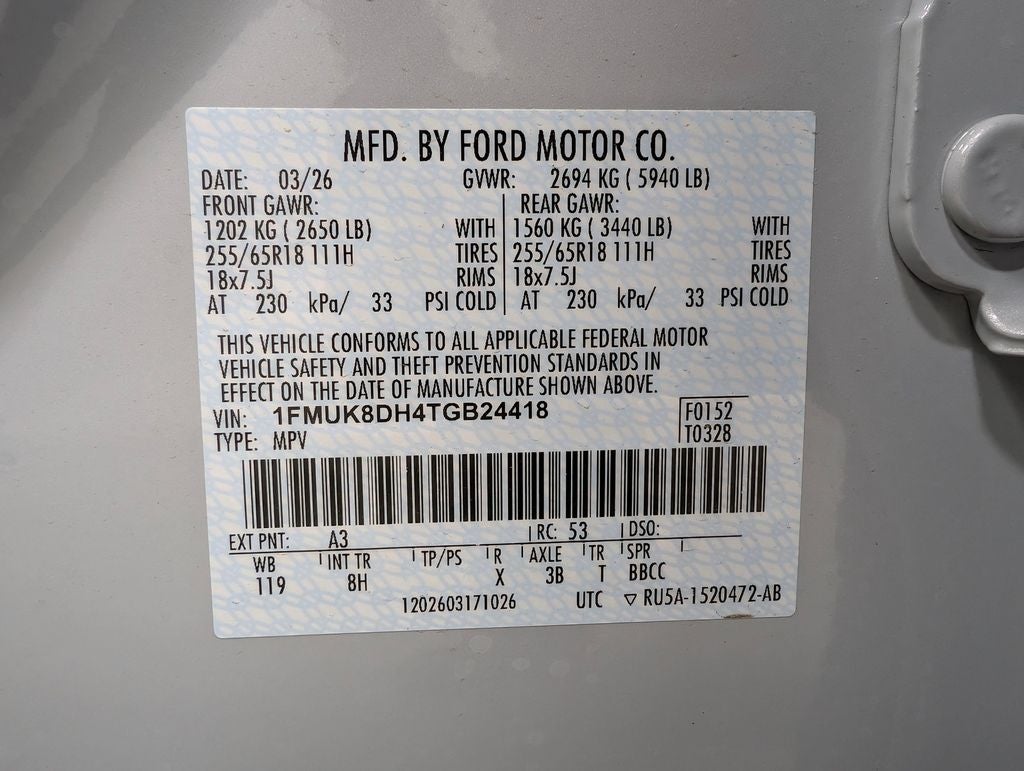 MFD. BY FORD MOTOR CO.
DATE: 03/26 GVWR: 2694 KG ( 5940 LB)
FRONT GAWR: REAR GAWR:
1202 KG ( 2650 LB) WITH 1560 KG ( 3440 LB) WITH
255/65R18 111H TIRES 255/65R18 111H TIRES
18x7.5J RIMS 18x7.5J RIMS
AT 230 kPa/ 33 PSI COLD AT 230 kPa/ 33 PSI COLD
THIS VEHICLE CONFORMS TO ALL APPLICABLE FEDERAL MOTOR
VEHICLE SAFETY AND THEFT PREVENTION STANDARDS IN
EFFECT ON THE DATE OF MANUFACTURE SHOWN ABOVE.
VIN: 1FMUK8DH4TGB24418 F0152
TYPE: MPV T0328
EXT PNT: A3 RC: 53 DSO:
WB INT TR TP/PS R AXLE TR SPR
119 8H X 3B T BBCC
1202603171026 UTC ▽ RU5A-1520472-AB